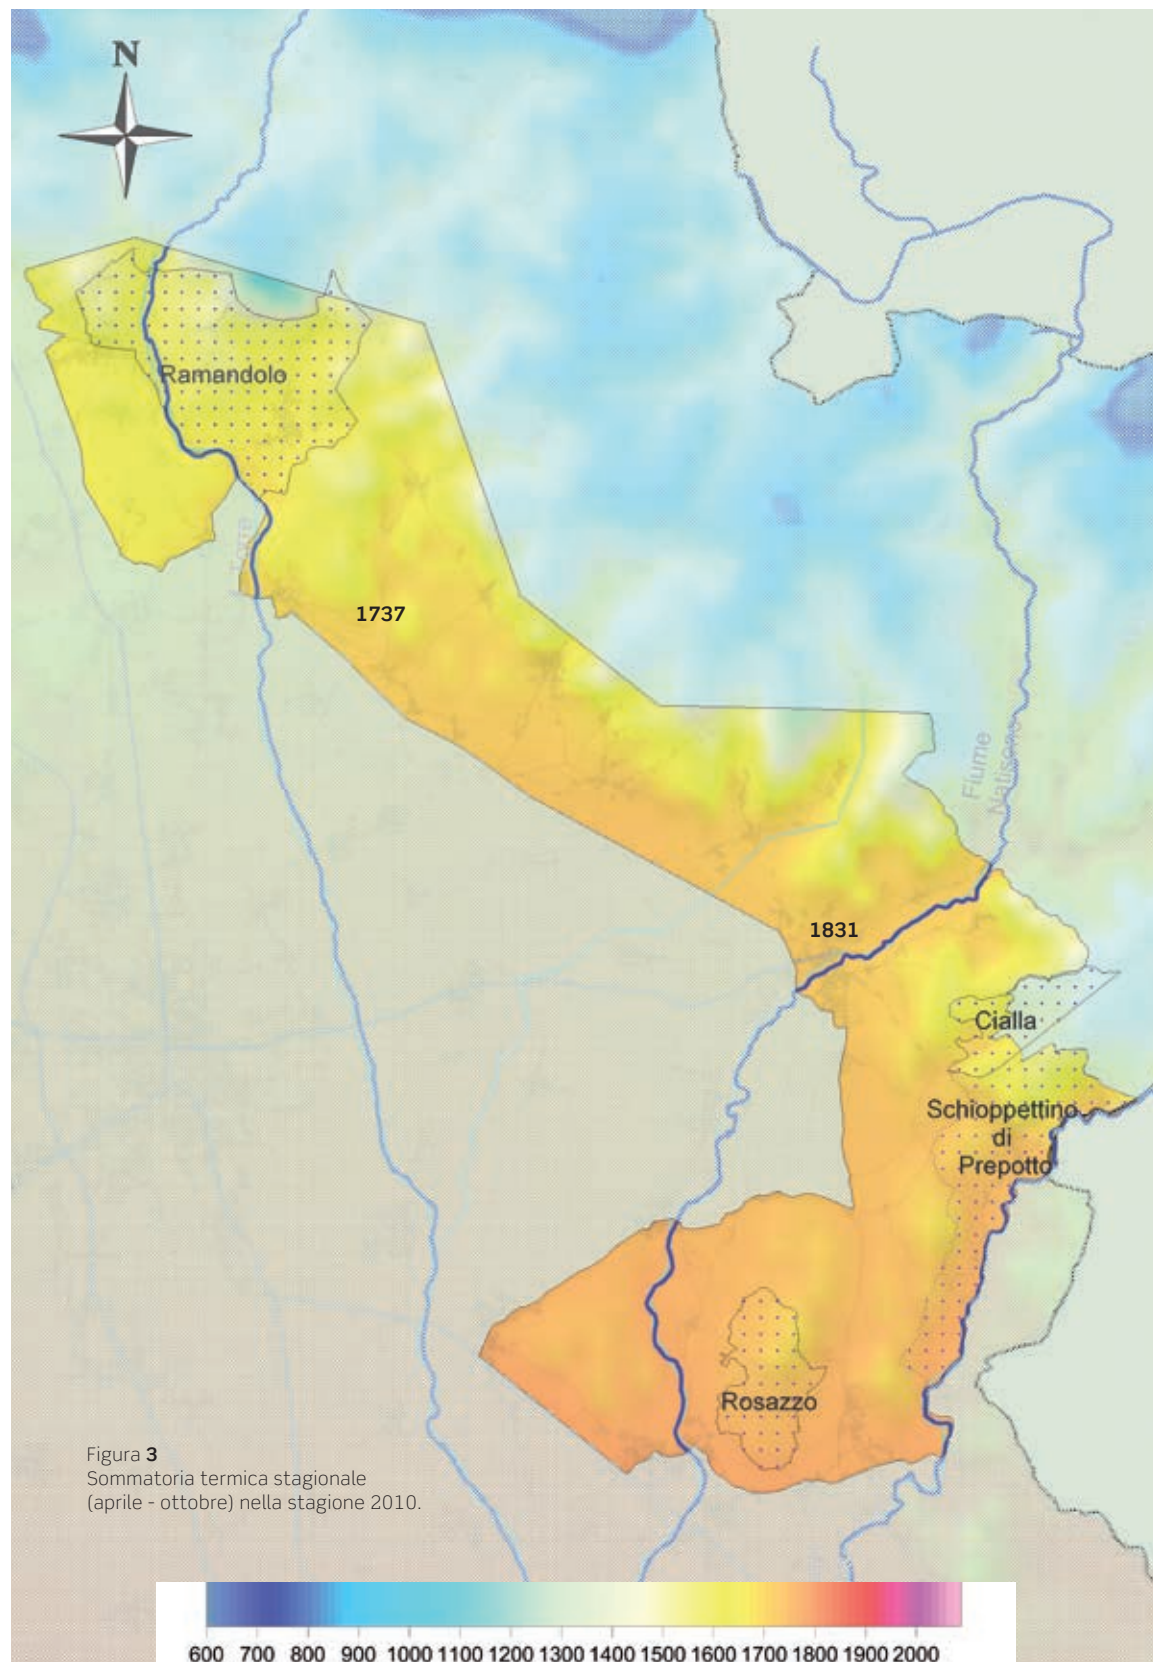 N
Ramandolo
Torre
1737
Fiume
Natisone
1831
Cialla
Schioppettino
di
Prepotto
Rosazzo
Figura 3
Sommatoria termica stagionale
(aprile - ottobre) nella stagione 2010.
600 700 800 900 1000 1100 1200 1300 1400 1500 1600 1700 1800 1900 2000